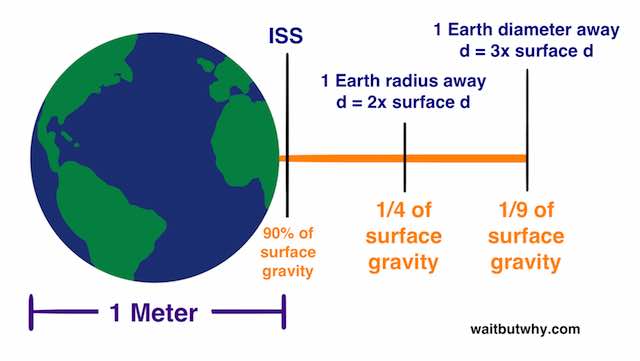 ISS
1 Earth diameter away
d = 3x surface d
1 Earth radius away
d = 2x surface d
90% of
surface
gravity
1/4 of
surface
gravity
1/9 of
surface
gravity
1 Meter
waitbutwhy.com